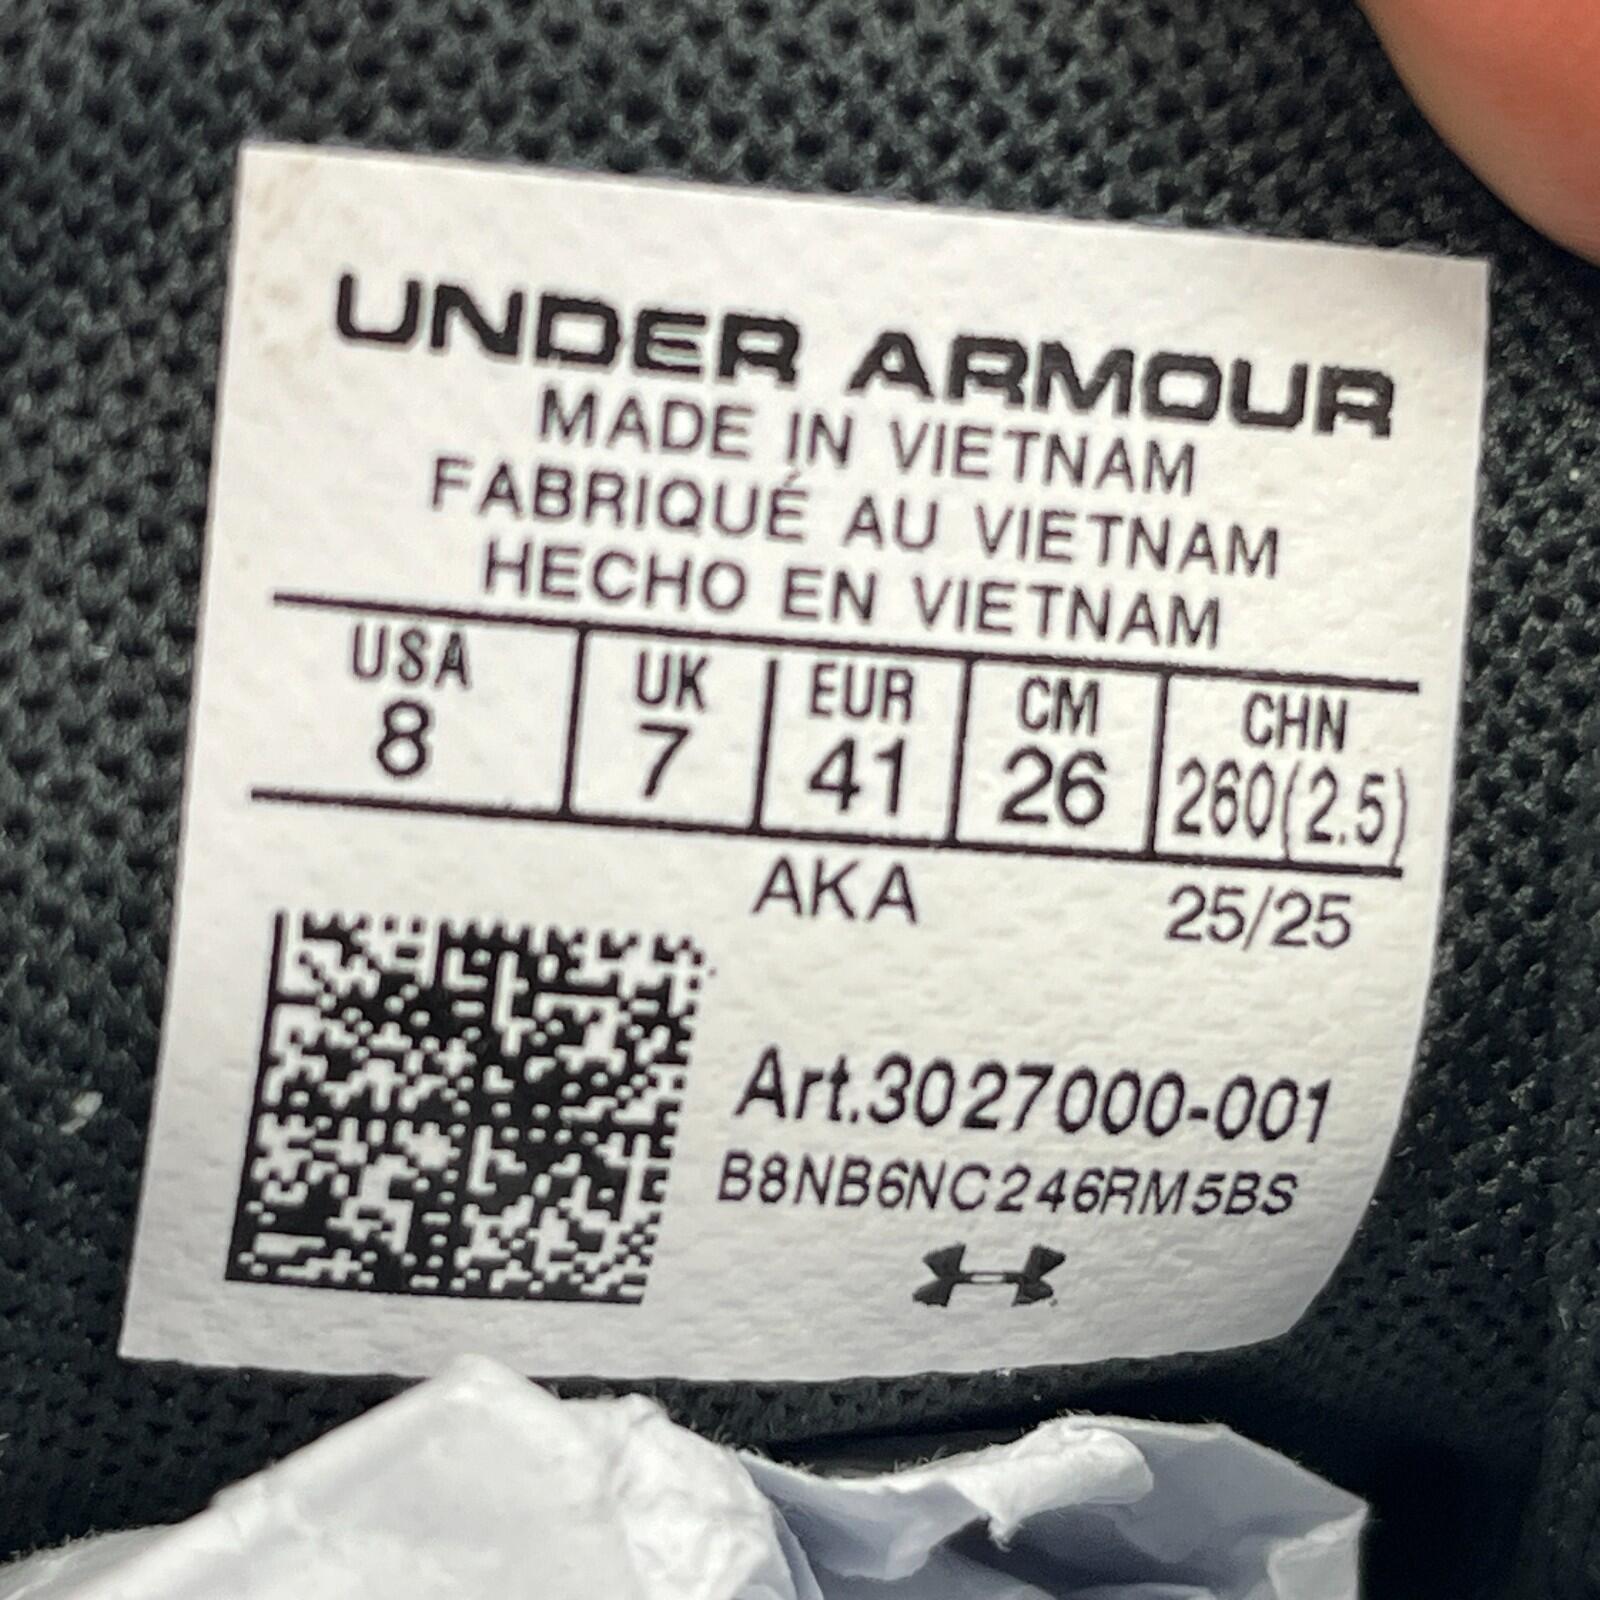 UNDER ARMOUR
MADE IN VIETNAM
FABRIQUÉ AU VIETNAM
HECHO EN VIETNAM
USA UK EUR CM CHN
8 7 41 26 260(2.5)
AKA 25/25
Art.3027000-001
B8NB6NC246RM5BS